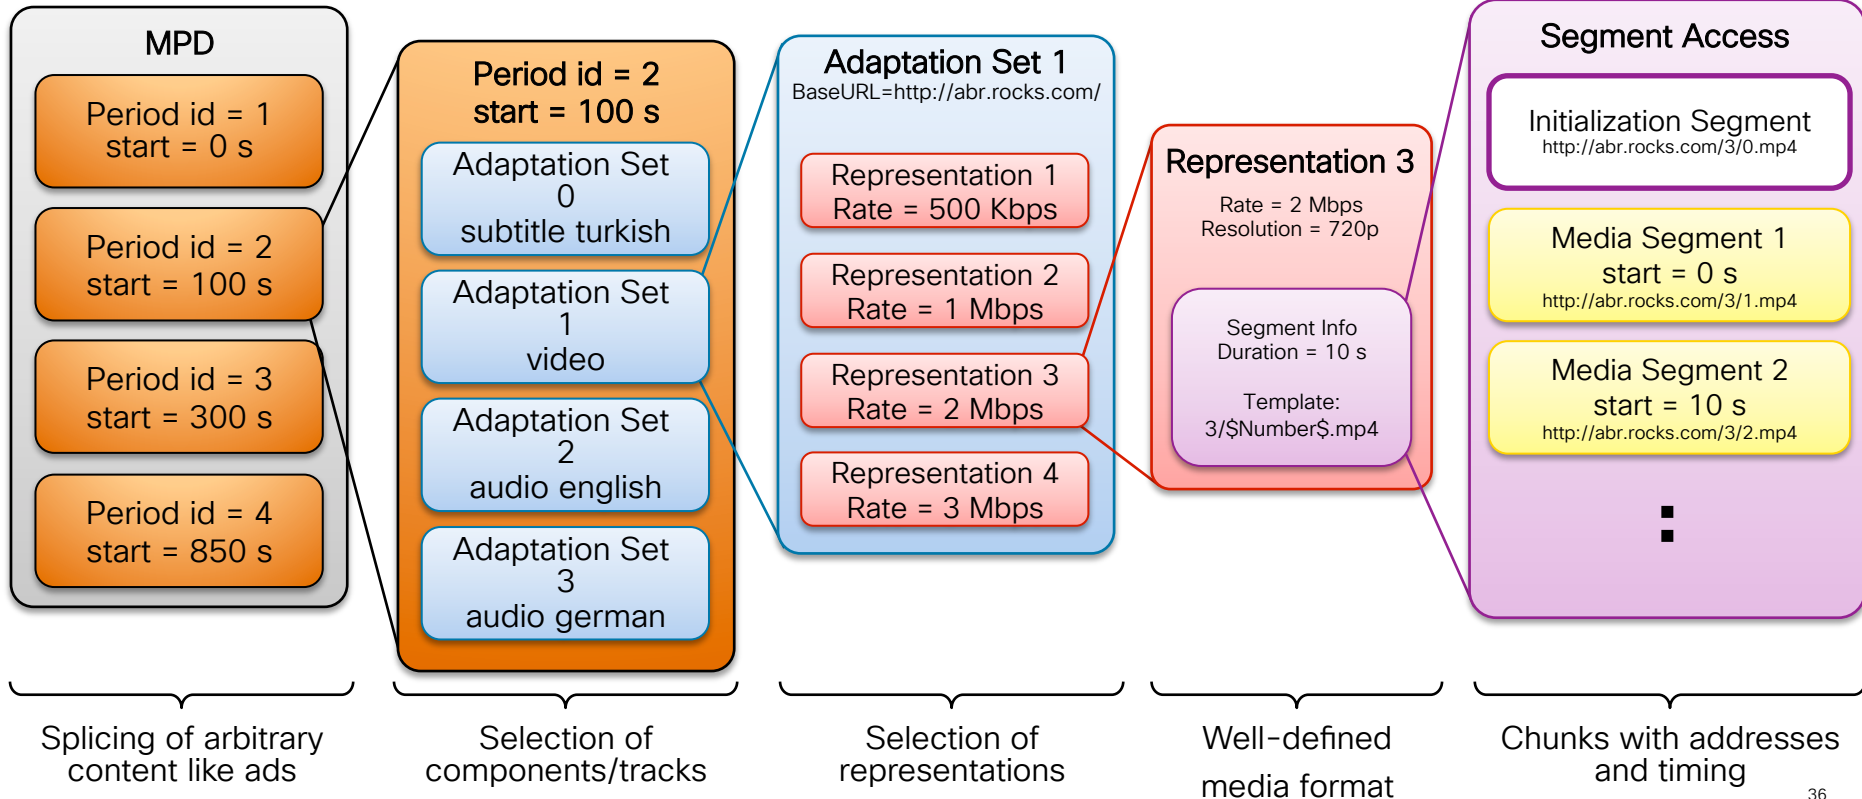 MPD
Period id = 1
start = 0 s
Period id = 2
start = 100 s
Period id = 3
start = 300 s
Period id = 4
start = 850 s
Splicing of arbitrary
content like ads
Period id = 2
start = 100 s
Adaptation Set
0
subtitle turkish
Adaptation Set
1
video
Adaptation Set
2
audio english
Adaptation Set
3
audio german
Selection of
components/tracks
Adaptation Set 1
BaseURL=http://abr.rocks.com/
Representation 1
Rate = 500 Kbps
Representation 2
Rate = 1 Mbps
Representation 3
Rate = 2 Mbps
Representation 4
Rate = 3 Mbps
Selection of
representations
Representation 3
Rate = 2 Mbps
Resolution = 720p
Segment Info
Duration = 10 s
Template:
3/$Number$.mp4
Well-defined
media format
Segment Access
Initialization Segment
http://abr.rocks.com/3/0.mp4
Media Segment 1
start = 0 s
http://abr.rocks.com/3/1.mp4
Media Segment 2
start = 10 s
http://abr.rocks.com/3/2.mp4
:
Chunks with addresses
and timing
36